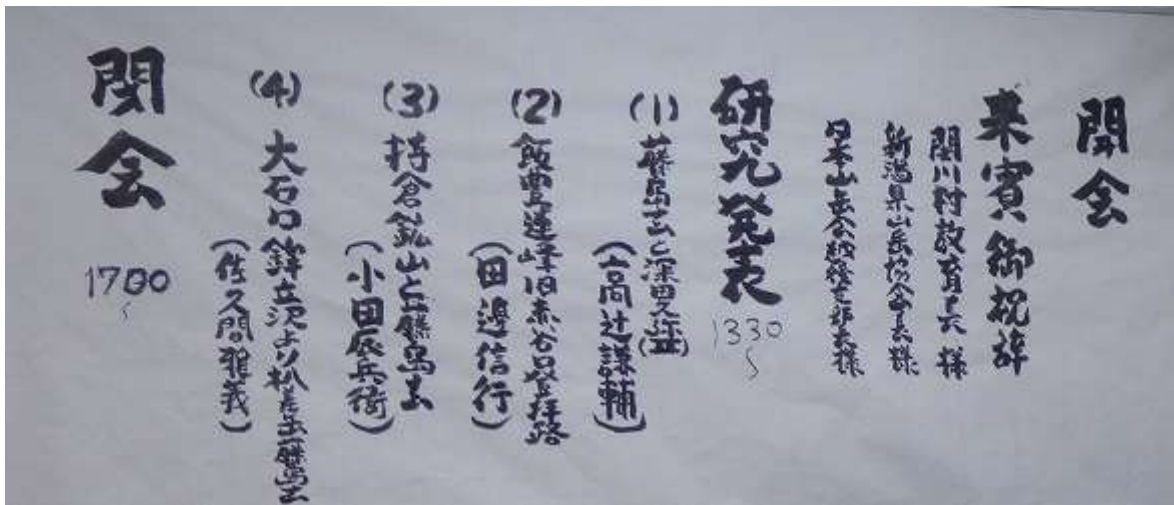 開会
来賓御祝辞
関川村教育長様
新潟県山岳協会長様
日本山岳会越後支部長様
研究発表 1330〜
(1) 藤島玄と深田久弥
(高辻謙輔)
(2) 飯豊連峰旧赤谷口登拝路
(田邊信行)
(3) 持倉鉱山と藤島玄
(小田辰兵衛)
(4) 大石口鉾立沢より杁差岳藤島玄
(佐久間雅義)
閉会 1700〜